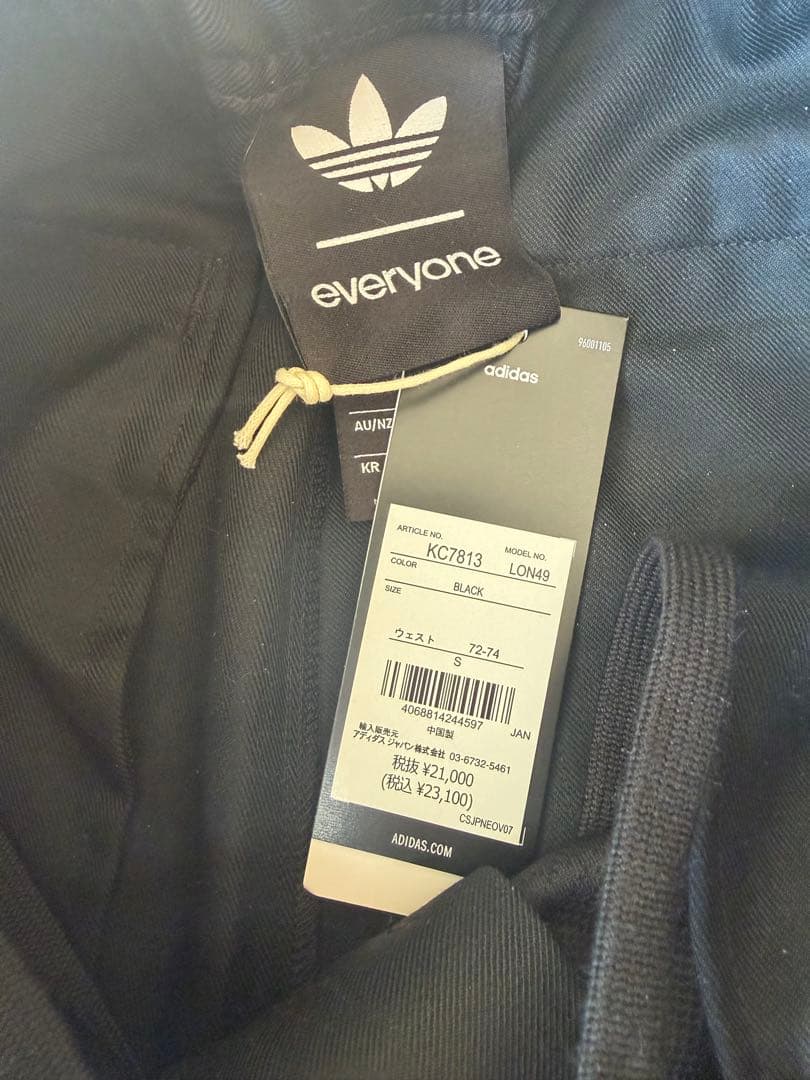 everyone
96001105
adidas
AU/NZ
KR
ARTICLE NO.
KC7813
MODEL NO.
LON49
COLOR
BLACK
SIZE
ウェスト 72-74
S
4068814244597 JAN
輸入販売元 中国製
アディダス ジャパン株式会社 03-6732-5461
税抜 ¥21,000
(税込 ¥23,100)
CSJPNEOV07
ADIDAS.COM